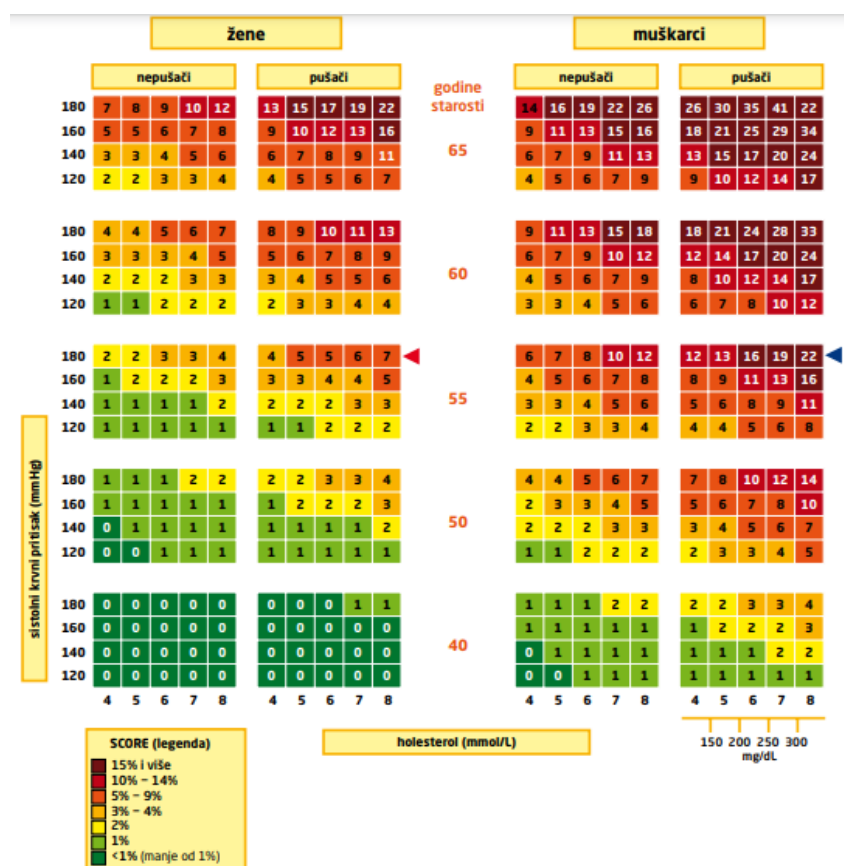 žene muškarci
nepušači pušači godine starosti nepušači pušači
180 7 8 9 10 12 13 15 17 19 22 14 16 19 22 26 26 30 35 41 22
160 5 5 6 7 8 9 10 12 13 16 9 11 13 15 16 18 21 25 29 34
140 3 3 4 5 6 6 7 8 9 11 65 6 7 9 11 13 13 15 17 20 24
120 2 2 3 3 4 4 5 5 6 7 4 5 6 7 9 9 10 12 14 17
180 4 4 5 6 7 8 9 10 11 13 9 11 13 15 18 18 21 24 28 33
160 3 3 3 4 5 5 6 7 8 9 60 6 7 9 10 12 12 14 17 20 24
140 2 2 2 3 3 3 4 5 5 6 4 5 6 7 9 8 10 12 14 17
120 1 1 2 2 2 2 3 3 4 4 3 3 4 5 6 6 7 8 10 12
180 2 2 3 3 4 4 5 5 6 7 6 7 8 10 12 12 13 16 19 22
160 1 2 2 2 3 3 3 4 4 5 4 5 6 7 8 8 9 11 13 16
140 1 1 1 1 2 2 2 2 3 3 55 3 3 4 5 6 5 6 8 9 11
120 1 1 1 1 1 1 1 2 2 2 2 2 3 3 4 4 4 5 6 8
sistolni krvni pritisak (mmHg)
180 1 1 1 2 2 2 2 3 3 4 4 4 5 6 7 7 8 10 12 14
160 1 1 1 1 1 1 2 2 2 3 2 3 3 4 5 5 6 7 8 10
140 0 1 1 1 1 1 1 1 1 2 50 2 2 2 3 3 3 4 5 6 7
120 0 0 1 1 1 1 1 1 1 1 1 1 2 2 2 2 3 3 4 5
180 0 0 0 0 0 0 0 0 1 1 1 1 1 2 2 2 2 3 3 4
160 0 0 0 0 0 0 0 0 0 0 1 1 1 1 1 1 2 2 2 3
140 0 0 0 0 0 0 0 0 0 0 40 0 1 1 1 1 1 1 1 2 2
120 0 0 0 0 0 0 0 0 0 0 0 0 1 1 1 1 1 1 1 1
4 5 6 7 8 4 5 6 7 8 4 5 6 7 8 4 5 6 7 8
holesterol (mmol/L)
150 200 250 300
mg/dL
SCORE (legenda)
15% i više
10% – 14%
5% – 9%
3% – 4%
2%
1%
<1% (manje od 1%)